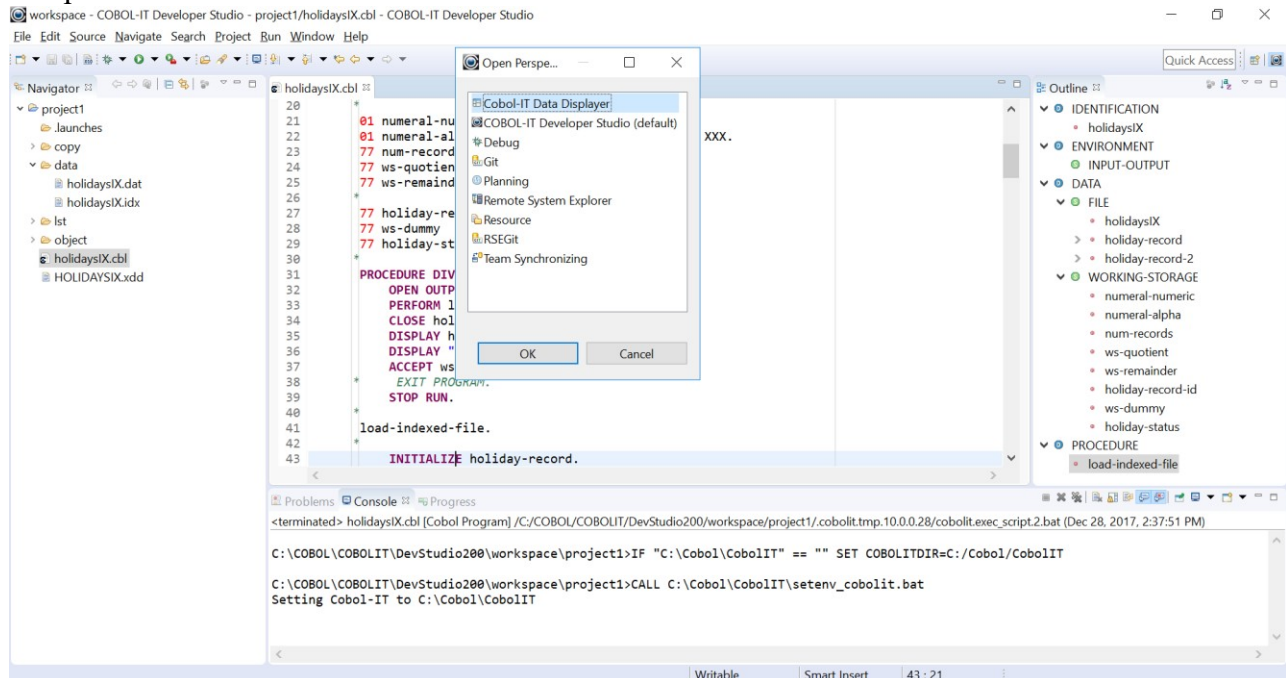 workspace - COBOL-IT Developer Studio - project1/holidaysIX.cbl - COBOL-IT Developer Studio
File Edit Source Navigate Search Project Run Window Help
Quick Access
Navigator
project1
.launches
copy
data
holidaysIX.dat
holidaysIX.idx
lst
object
holidaysIX.cbl
HOLIDAYSIX.xdd
holidaysIX.cbl
20 *
21 01 numeral-nu
22 01 numeral-al XXX.
23 77 num-record
24 77 ws-quotien
25 77 ws-remaind
26 *
27 77 holiday-re
28 77 ws-dummy
29 77 holiday-st
30 *
31 PROCEDURE DIV
32 OPEN OUTP
33 PERFORM l
34 CLOSE hol
35 DISPLAY h
36 DISPLAY "
37 ACCEPT ws
38 * EXIT PROGRAM.
39 STOP RUN.
40 *
41 load-indexed-file.
42 *
43 INITIALIZE holiday-record.
Open Perspe...
Cobol-IT Data Displayer
COBOL-IT Developer Studio (default)
Debug
Git
Planning
Remote System Explorer
Resource
RSEGit
Team Synchronizing
OK Cancel
Outline
IDENTIFICATION
holidaysIX
ENVIRONMENT
INPUT-OUTPUT
DATA
FILE
holidaysIX
holiday-record
holiday-record-2
WORKING-STORAGE
numeral-numeric
numeral-alpha
num-records
ws-quotient
ws-remainder
holiday-record-id
ws-dummy
holiday-status
PROCEDURE
load-indexed-file
Problems Console Progress
<terminated> holidaysIX.cbl [Cobol Program] /C:/COBOL/COBOLIT/DevStudio200/workspace/project1/.cobolit.tmp.10.0.0.28/cobolit.exec_script.2.bat (Dec 28, 2017, 2:37:51 PM)
C:\COBOL\COBOLIT\DevStudio200\workspace\project1>IF "C:\Cobol\CobolIT" == "" SET COBOLITDIR=C:/Cobol/CobolIT
C:\COBOL\COBOLIT\DevStudio200\workspace\project1>CALL C:\Cobol\CobolIT\setenv_cobolit.bat
Setting Cobol-IT to C:\Cobol\CobolIT
Writable Smart Insert 43 : 21